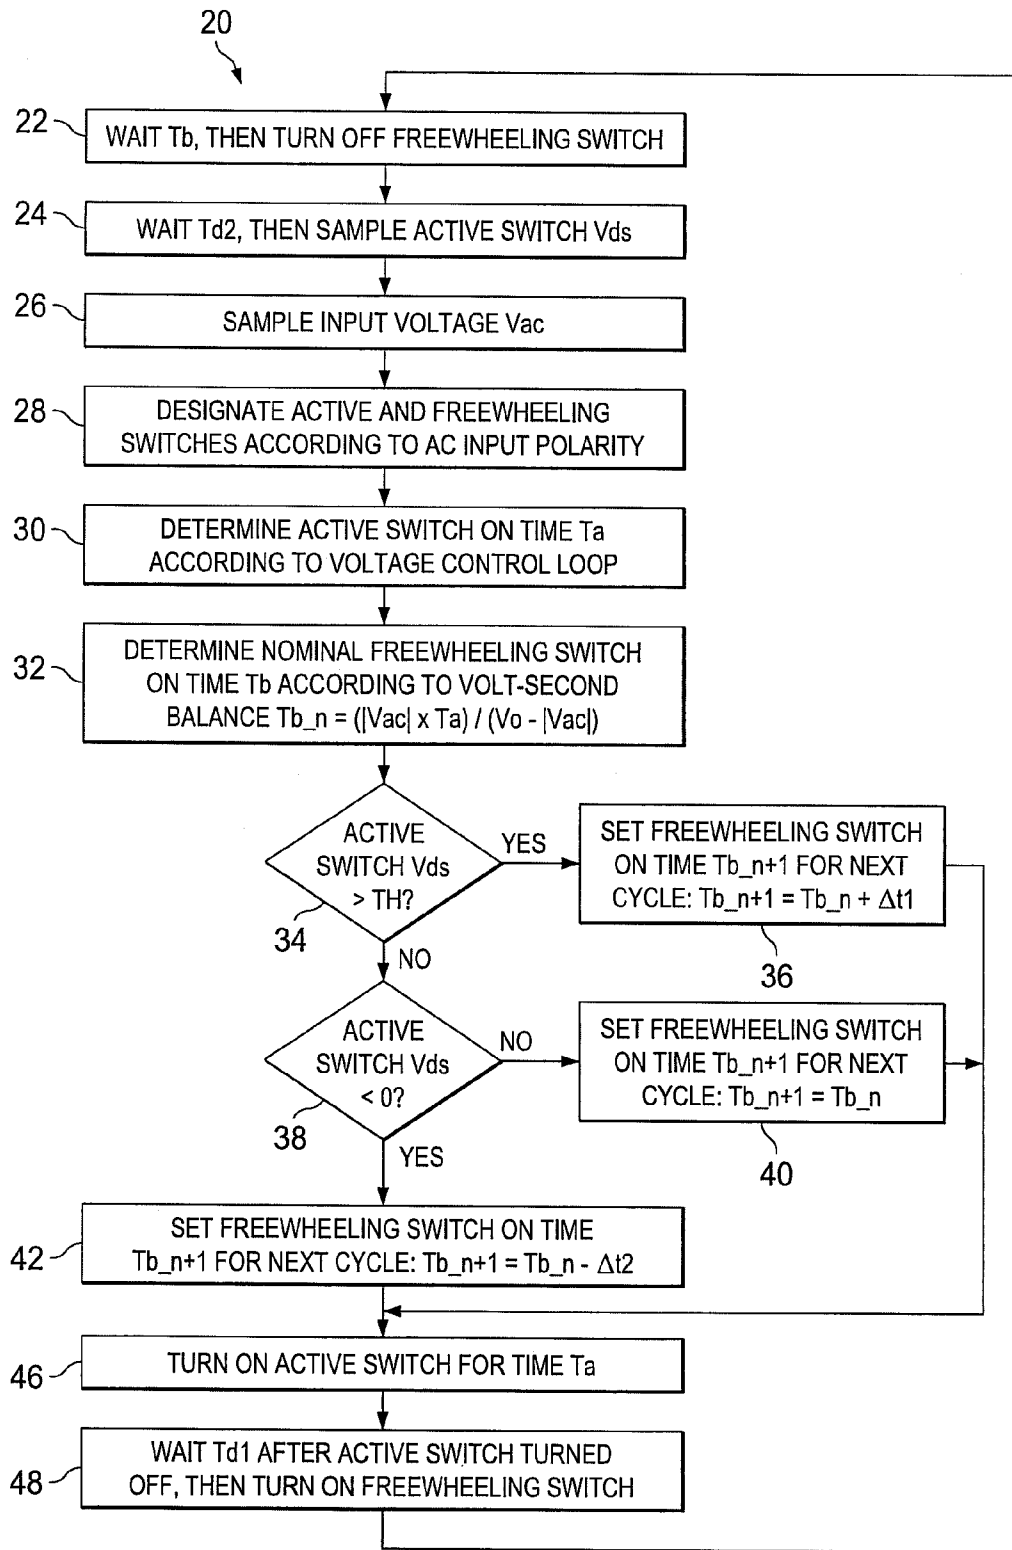 20
22
WAIT Tb, THEN TURN OFF FREEWHEELING SWITCH
24
WAIT Td2, THEN SAMPLE ACTIVE SWITCH Vds
26
SAMPLE INPUT VOLTAGE Vac
28
DESIGNATE ACTIVE AND FREEWHEELING
SWITCHES ACCORDING TO AC INPUT POLARITY
30
DETERMINE ACTIVE SWITCH ON TIME Ta
ACCORDING TO VOLTAGE CONTROL LOOP
32
DETERMINE NOMINAL FREEWHEELING SWITCH
ON TIME Tb ACCORDING TO VOLT-SECOND
BALANCE Tb_n = (|Vac| x Ta) / (Vo - |Vac|)
ACTIVE
SWITCH Vds
> TH?
34
YES
NO
SET FREEWHEELING SWITCH
ON TIME Tb_n+1 FOR NEXT
CYCLE: Tb_n+1 = Tb_n + Δt1
36
ACTIVE
SWITCH Vds
< 0?
38
NO
YES
SET FREEWHEELING SWITCH
ON TIME Tb_n+1 FOR NEXT
CYCLE: Tb_n+1 = Tb_n
40
42
SET FREEWHEELING SWITCH ON TIME
Tb_n+1 FOR NEXT CYCLE: Tb_n+1 = Tb_n - Δt2
46
TURN ON ACTIVE SWITCH FOR TIME Ta
48
WAIT Td1 AFTER ACTIVE SWITCH TURNED
OFF, THEN TURN ON FREEWHEELING SWITCH